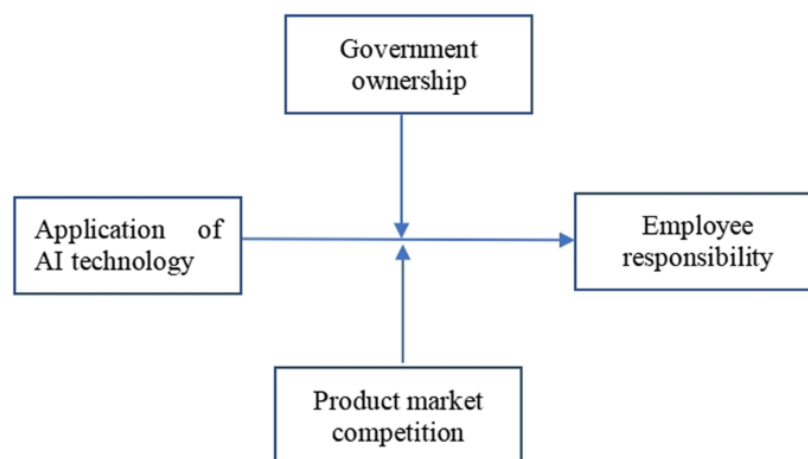 Government
ownership
Application of
AI technology
Employee
responsibility
Product market
competition